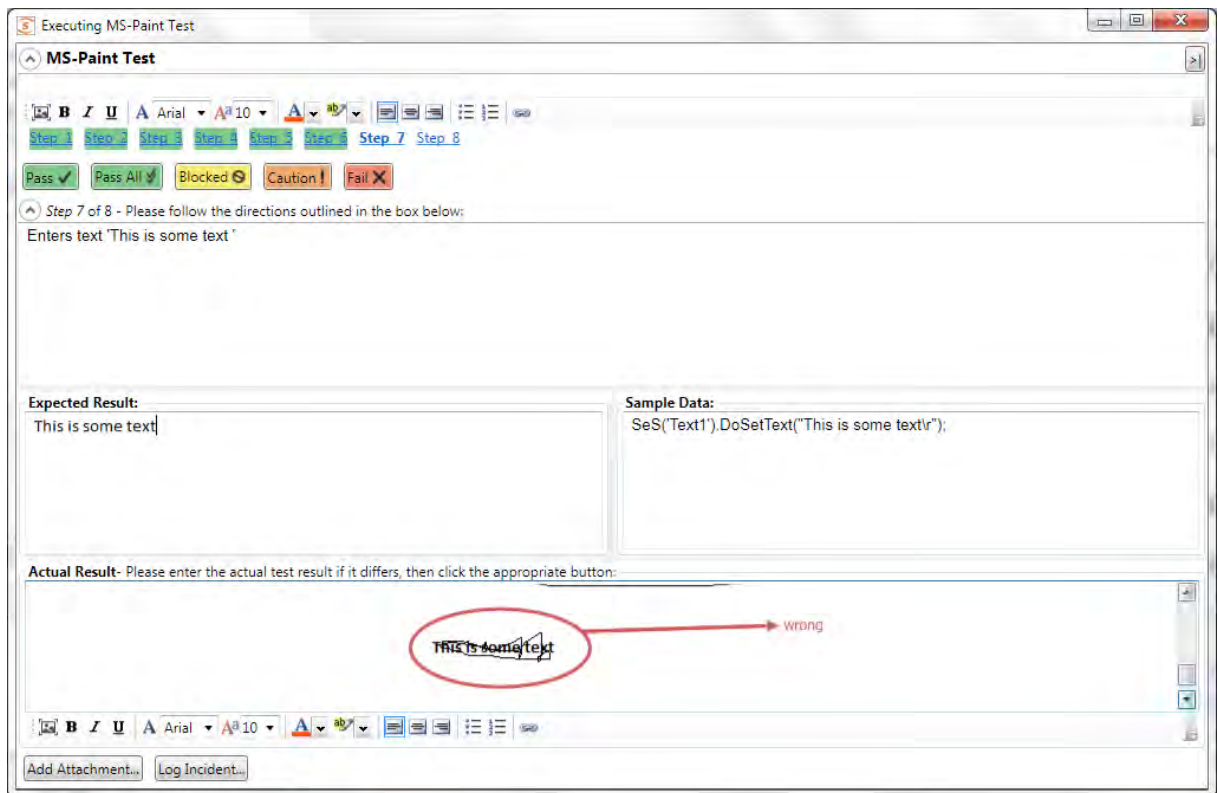 Executing MS-Paint Test
MS-Paint Test
B I U A Arial Aa 10 A ab
Step 1 Step 2 Step 3 Step 4 Step 5 Step 6 Step 7 Step 8
Pass Pass All Blocked Caution ! Fail X
Step 7 of 8 - Please follow the directions outlined in the box below:
Enters text 'This is some text '
Expected Result: Sample Data:
This is some text SeS('Text1').DoSetText("This is some text\r");
Actual Result- Please enter the actual test result if it differs, then click the appropriate button:
wrong
This is some text
B I U A Arial Aa 10 A ab
Add Attachment... Log Incident...